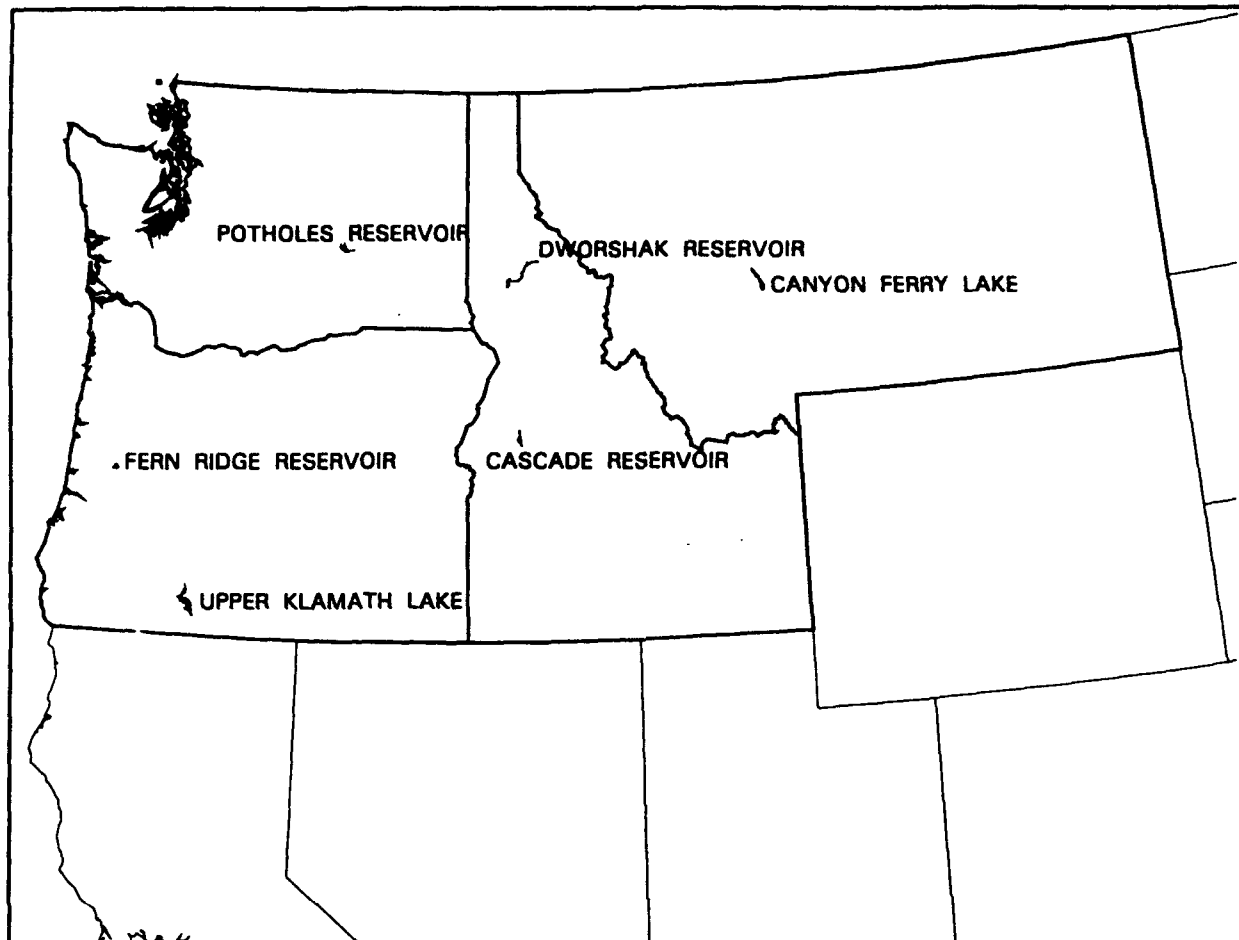 POTHOLES RESERVOIR
DWORSHAK RESERVOIR
CANYON FERRY LAKE
FERN RIDGE RESERVOIR
CASCADE RESERVOIR
UPPER KLAMATH LAKE